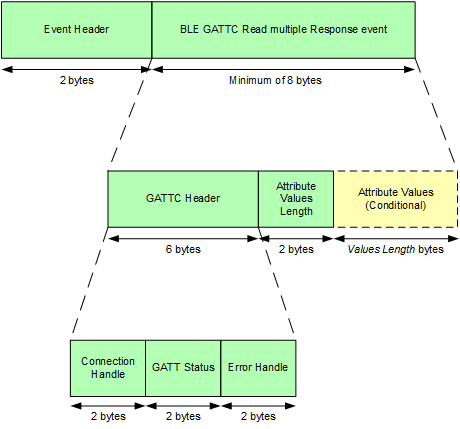 Event Header
BLE GATTC Read multiple Response event
2 bytes
Minimum of 8 bytes
GATTC Header
Attribute
Values
Length
Attribute Values
(Conditional)
6 bytes
2 bytes
Values Length bytes
Connection
Handle
GATT Status
Error Handle
2 bytes
2 bytes
2 bytes